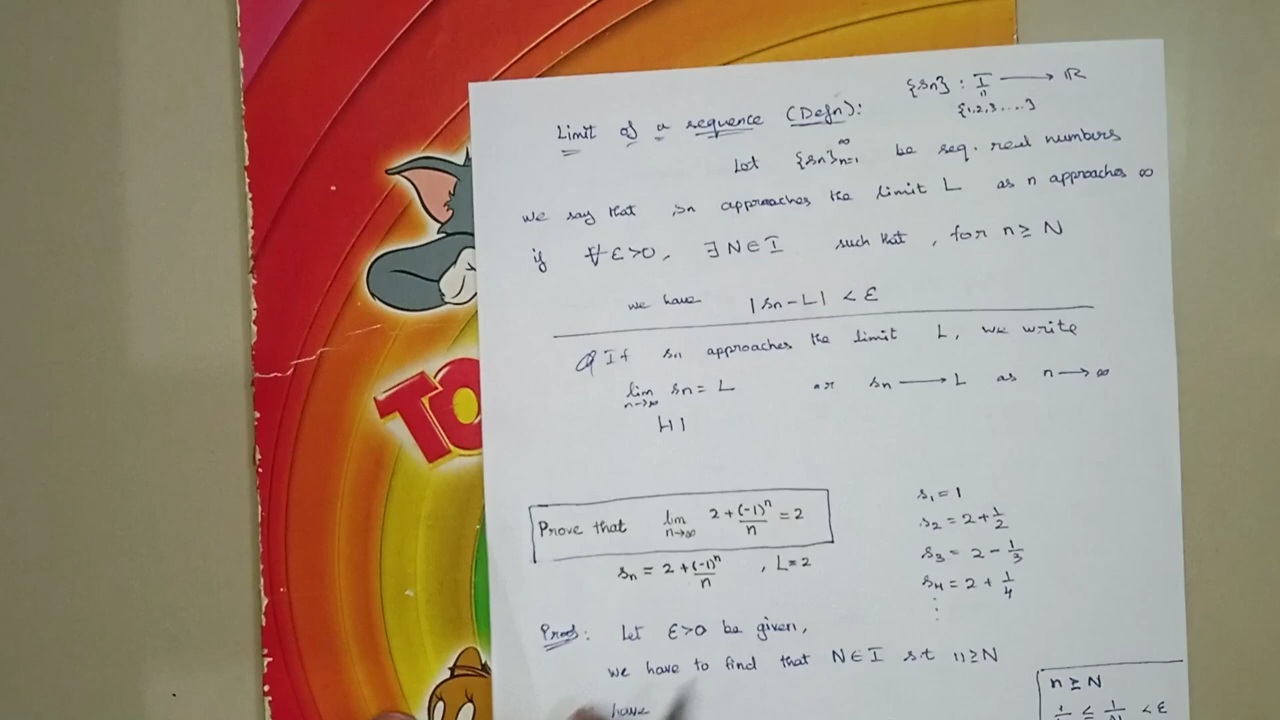 {sn} : I ⟶ R
n
{1,2,3....}
Limit of a sequence (Defn):
Let {sn}∞n=1 be seq. real numbers
we say that sn approaches the limit L as n approaches ∞
if ∀ ε>0, ∃ N ∈ I such that, for n ≥ N
we have |sn - L| < ε
If sn approaches the limit L, we write
lim n→∞ sn = L or sn ⟶ L as n ⟶ ∞
TO
Prove that lim n→∞ 2 + (-1)^n/n = 2
sn = 2 + (-1)^n/n , L = 2
s1 = 1
s2 = 2 + 1/2
s3 = 2 - 1/3
s4 = 2 + 1/4
⋮
Proof: Let ε>0 be given,
we have to find that N ∈ I s.t n ≥ N
have
n ≥ N
1/n ≤ 1/N < ε